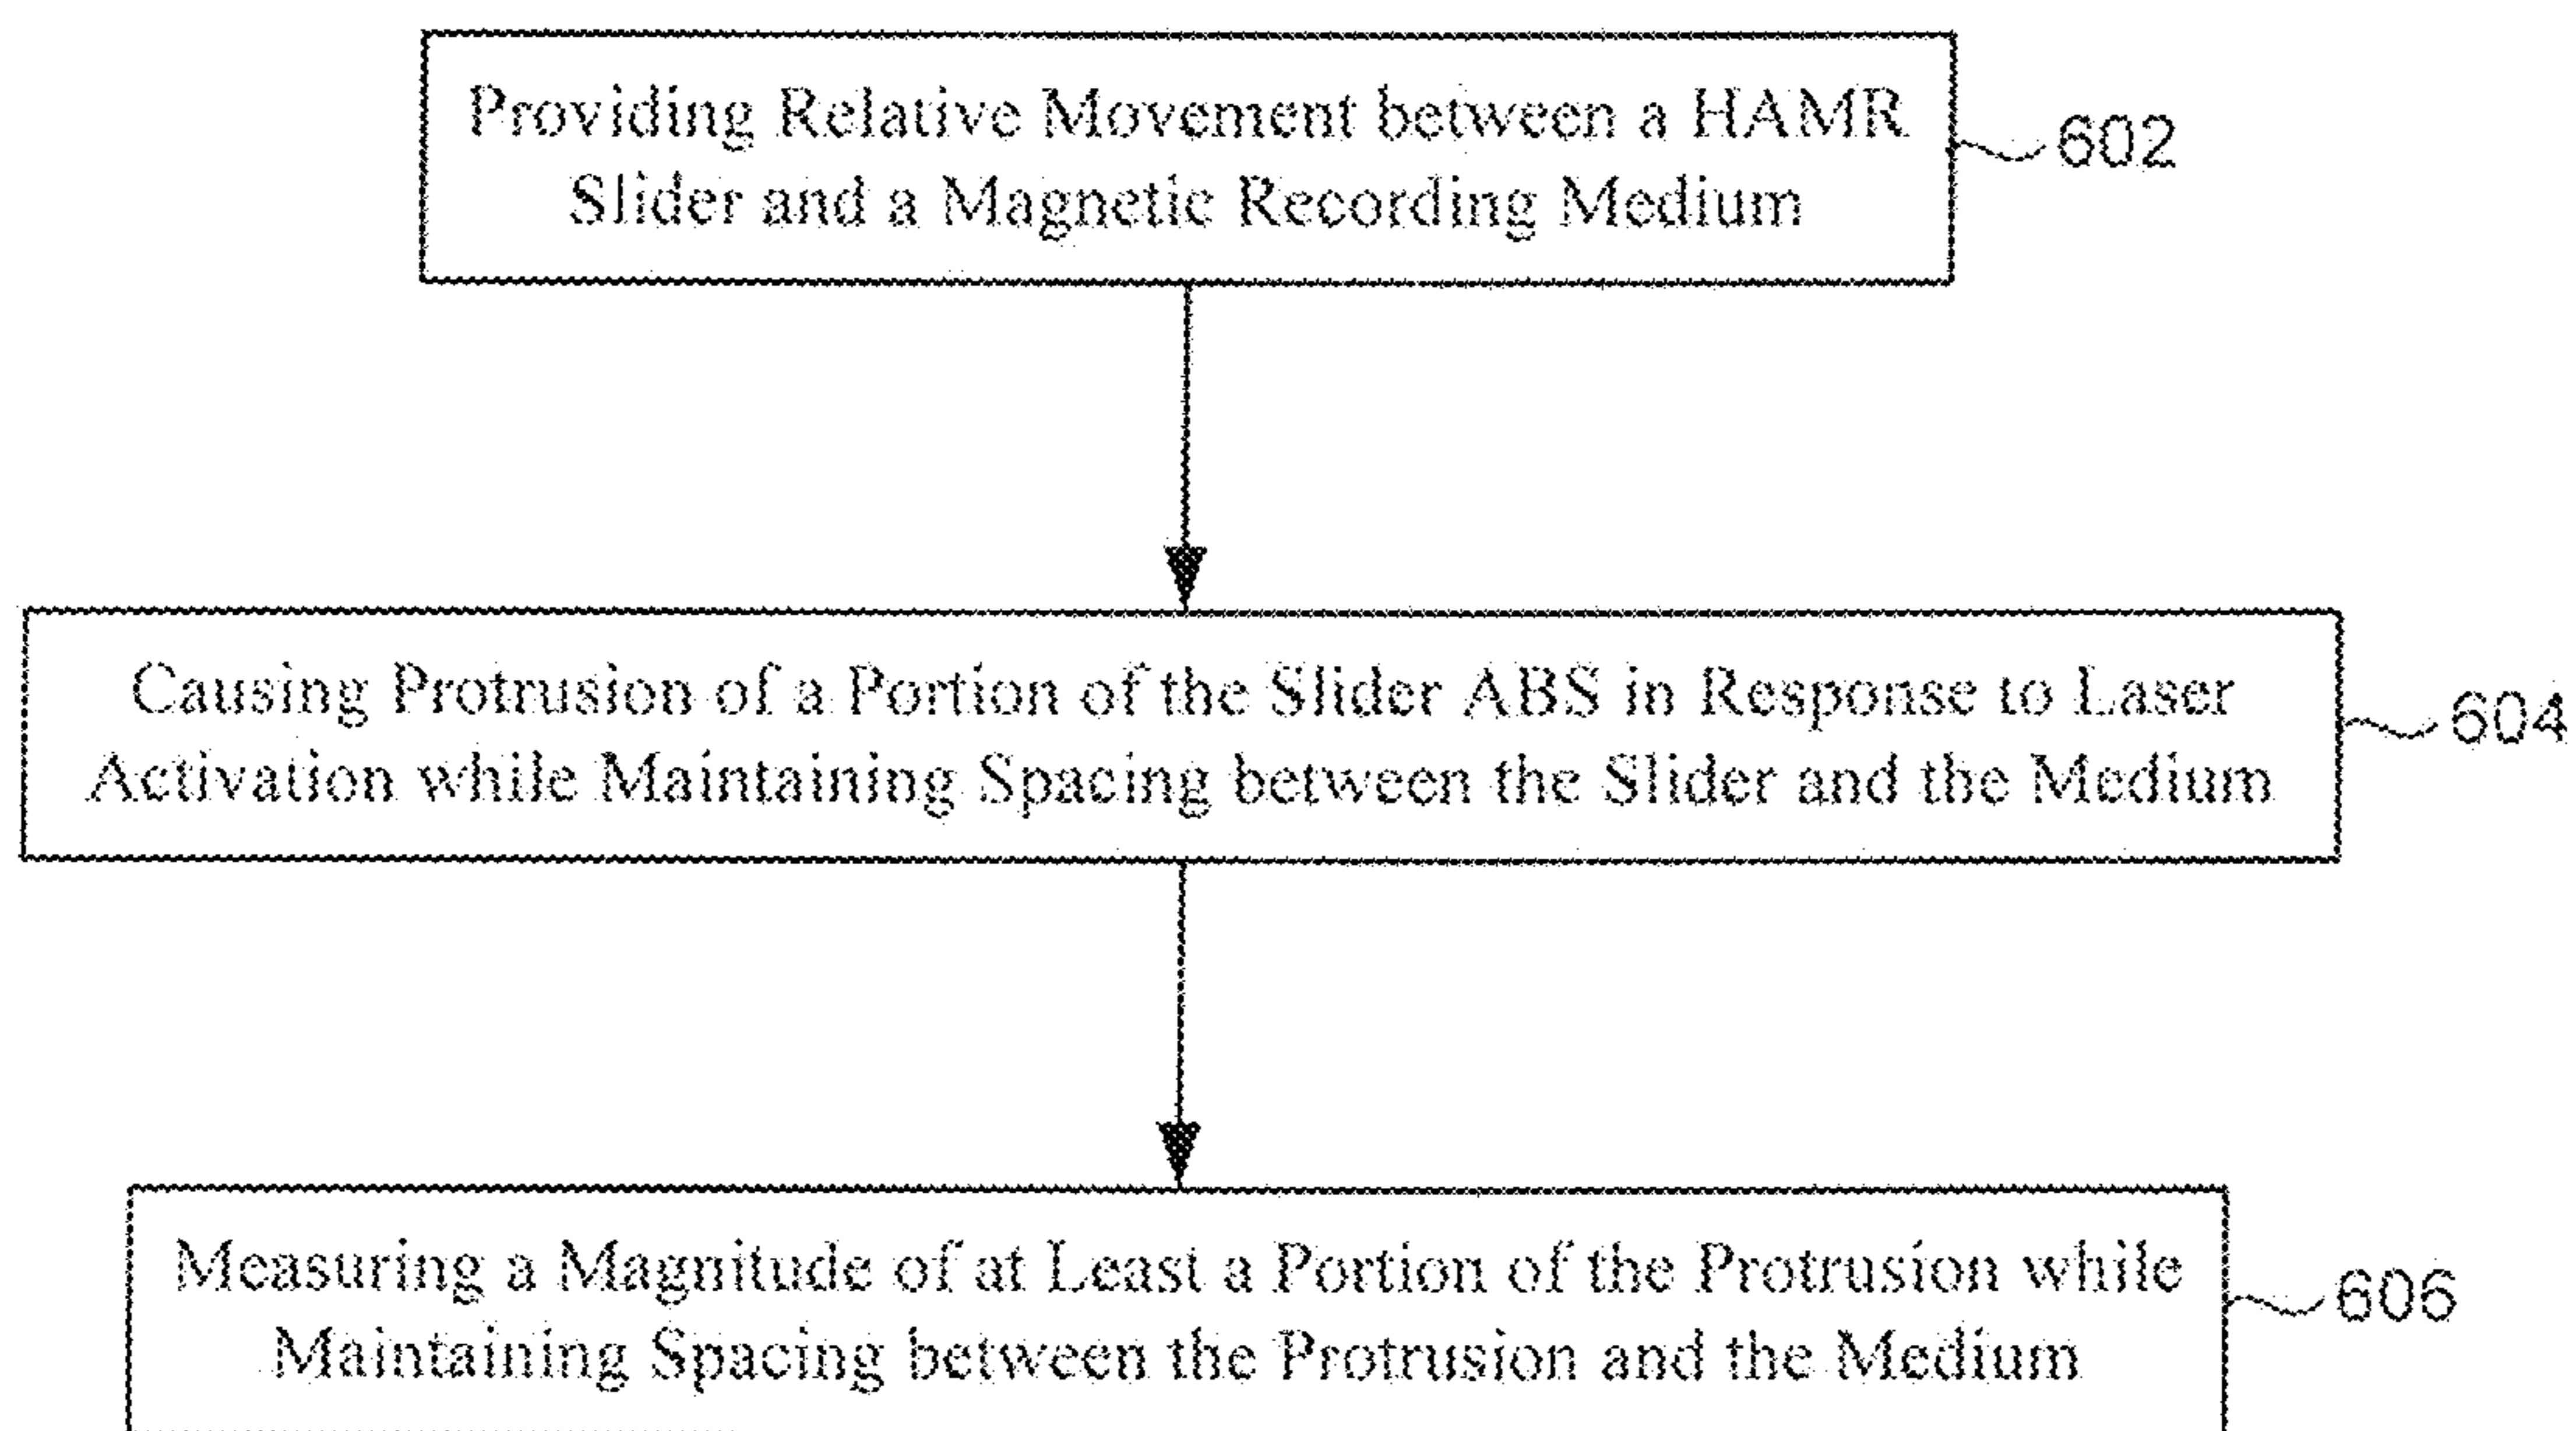 Providing Relative Movement between a HAMR
Slider and a Magnetic Recording Medium
602
Causing Protrusion of a Portion of the Slider ABS in Response to Laser
Activation while Maintaining Spacing between the Slider and the Medium
604
Measuring a Magnitude of at Least a Portion of the Protrusion while
Maintaining Spacing between the Protrusion and the Medium
606